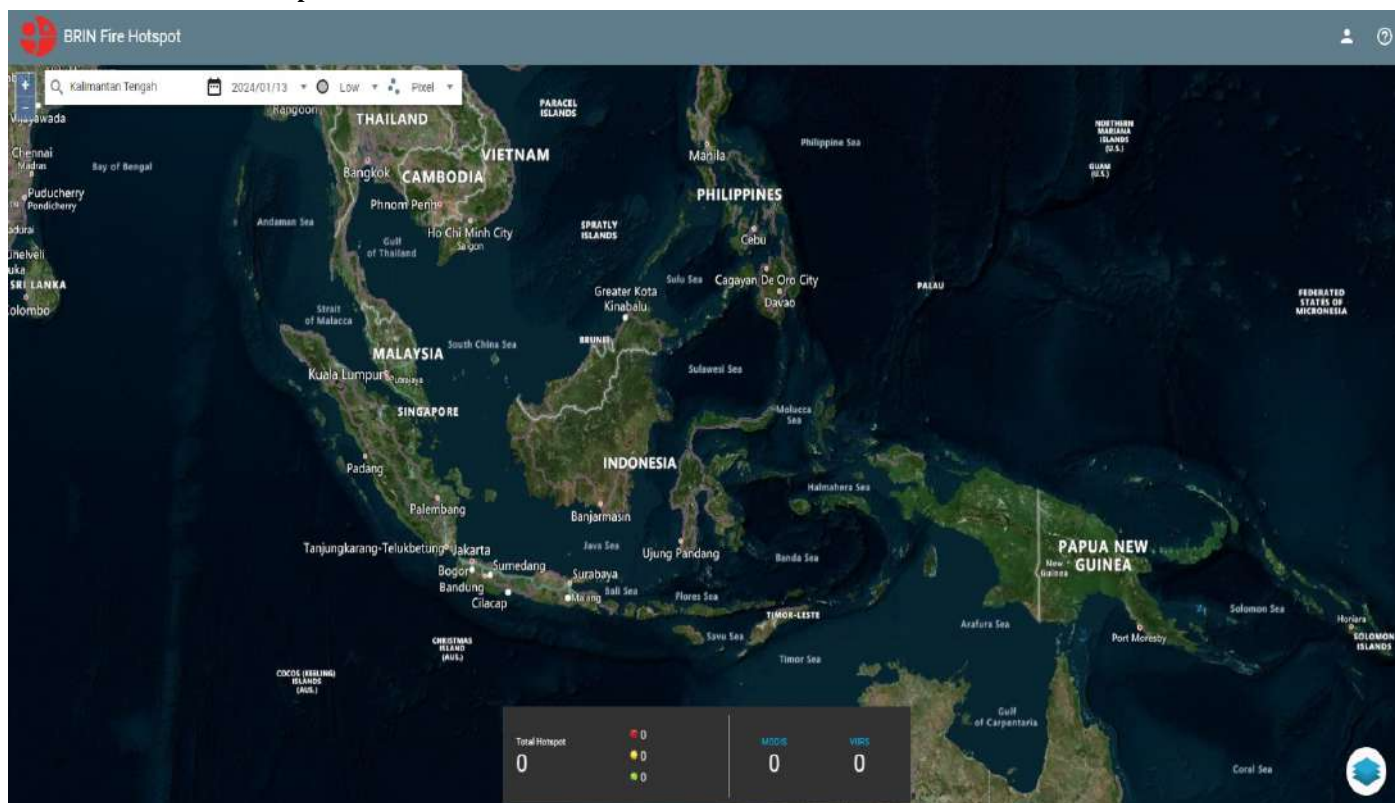 BRIN Fire Hotspot
Kalimantan Tengah
2024/01/13
Low
Pixel
Rangoon
THAILAND
PARACEL
ISLANDS
VIETNAM
Chennai
Madras
Bay of Bengal
Bangkok
CAMBODIA
Manila
Philippine Sea
NORTHERN
MARIANA
ISLANDS
(U.S.)
GUAM
(U.S.)
Puducherry
Pondicherry
Phnom Penh
PHILIPPINES
Andaman Sea
Gulf
of Thailand
Ho Chi Minh City
Saigon
SPRATLY
ISLANDS
Cebu
SRI LANKA
Sulu Sea
Cagayan De Oro City
Davao
PALAU
FEDERATED
STATES OF
MICRONESIA
Greater Kota
Kinabalu
Strait
of Malacca
MALAYSIA
South China Sea
BRUNEI
Kuala Lumpur
Putrajaya
Sulawesi Sea
SINGAPORE
Molucca
Sea
Padang
INDONESIA
Halmahera Sea
Palembang
Banjarmasin
Tanjungkarang-Telukbetung
Jakarta
Java Sea
Ujung Pandang
Banda Sea
PAPUA NEW
GUINEA
New
Guinea
Bogor
Sumedang
Bandung
Surabaya
Cilacap
Malang
Bali Sea
Flores Sea
TIMOR-LESTE
Savu Sea
Arafura Sea
Port Moresby
Solomon Sea
Honiara
SOLOMON
ISLANDS
CHRISTMAS
ISLAND
(AUS.)
Timor Sea
COCOS (KEELING)
ISLANDS
(AUS.)
Gulf
of Carpentaria
Coral Sea
Total Hotspot
0
0
0
0
MODIS
0
VIIRS
0